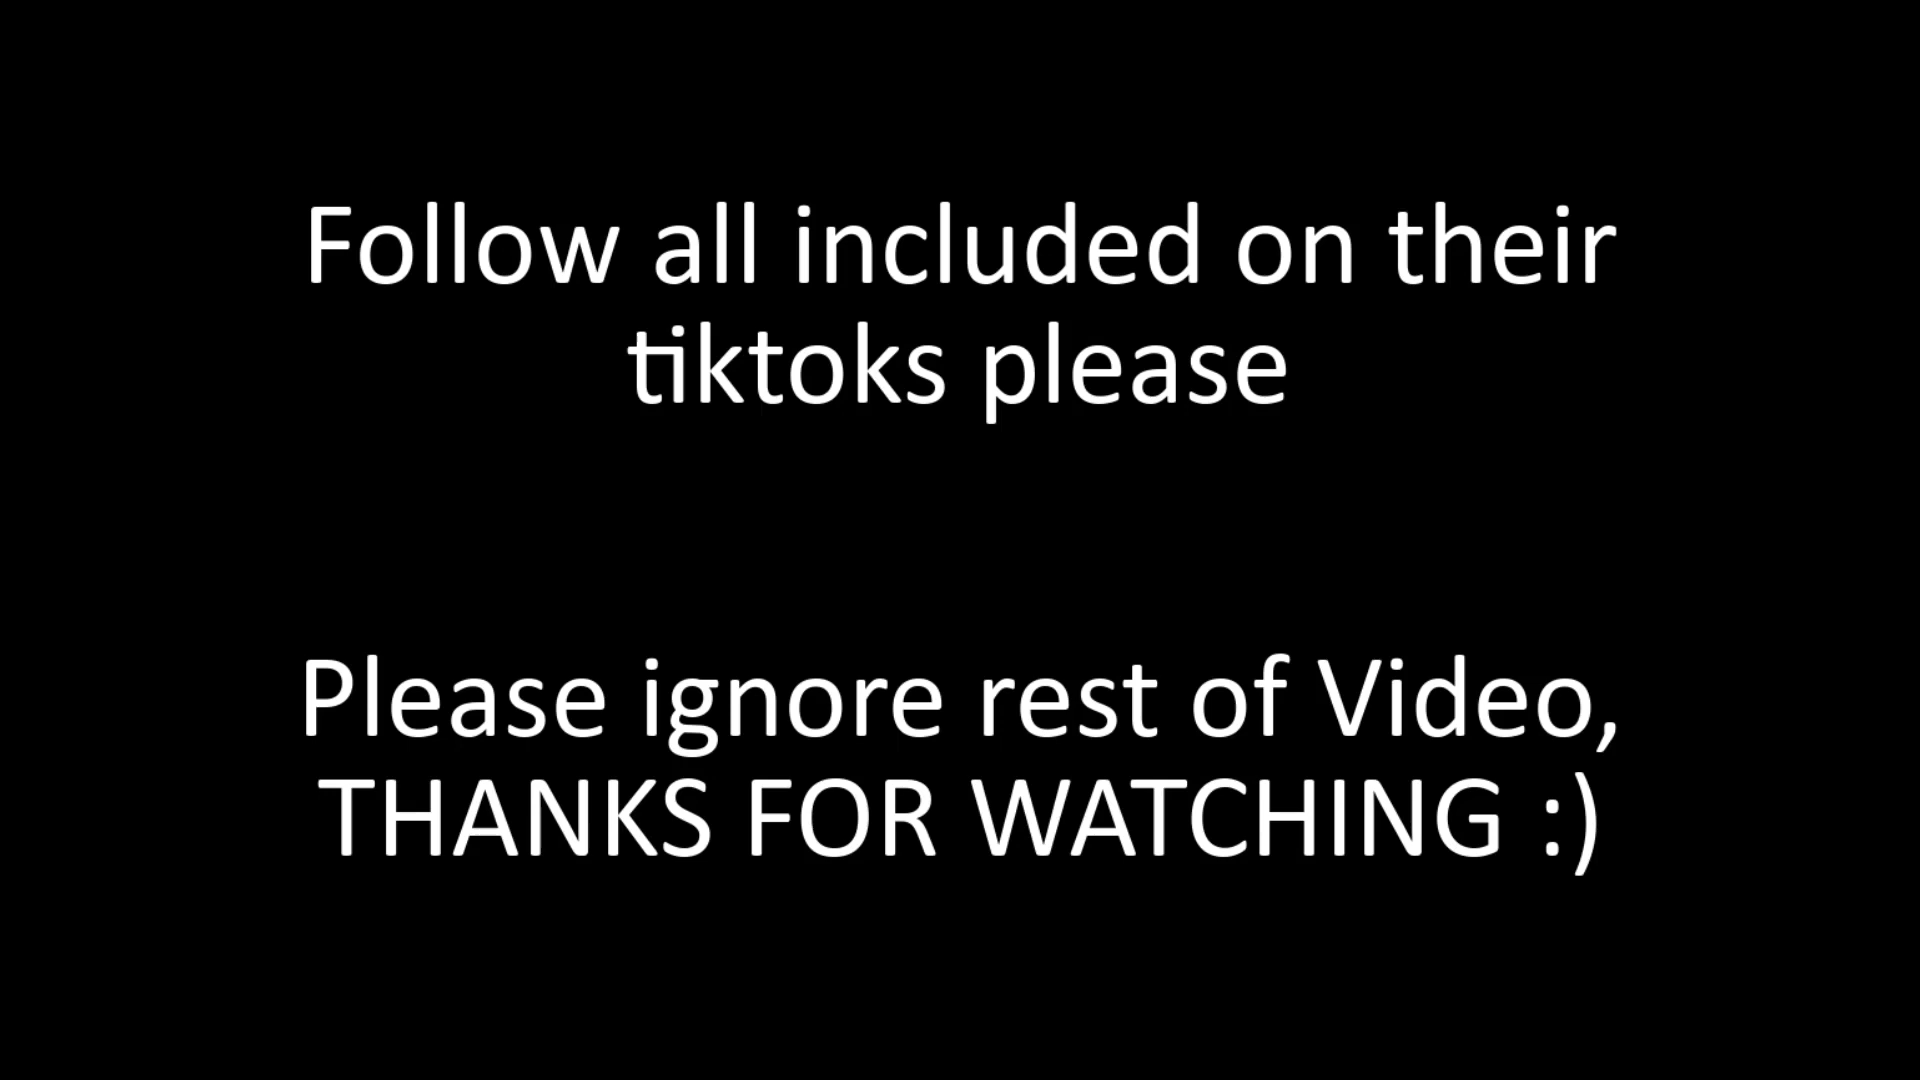 Follow all included on their
tiktoks please
Please ignore rest of Video,
THANKS FOR WATCHING :)